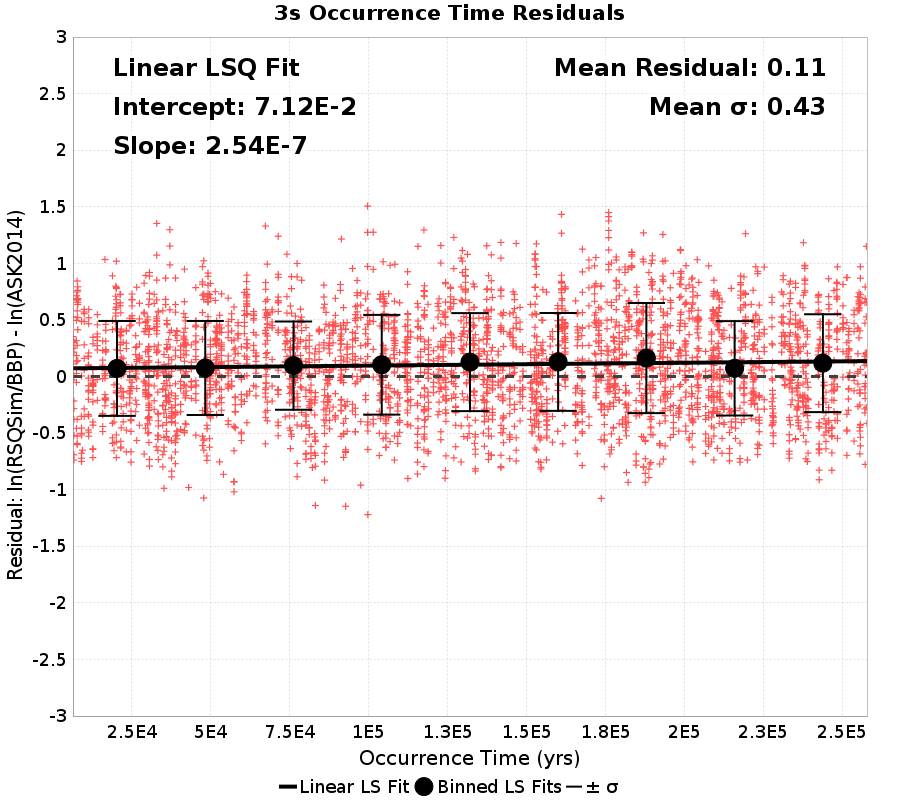 3s Occurrence Time Residuals
Linear LSQ Fit
Intercept: 7.12E-2
Slope: 2.54E-7
Mean Residual: 0.11
Mean σ: 0.43
Residual: ln(RSQSim/BBP) - ln(ASK2014)
3
2.5
2
1.5
1
0.5
0
-0.5
-1
-1.5
-2
-2.5
-3
2.5E4 5E4 7.5E4 1E5 1.3E5 1.5E5 1.8E5 2E5 2.3E5 2.5E5
Occurrence Time (yrs)
Linear LS Fit Binned LS Fits ± σ